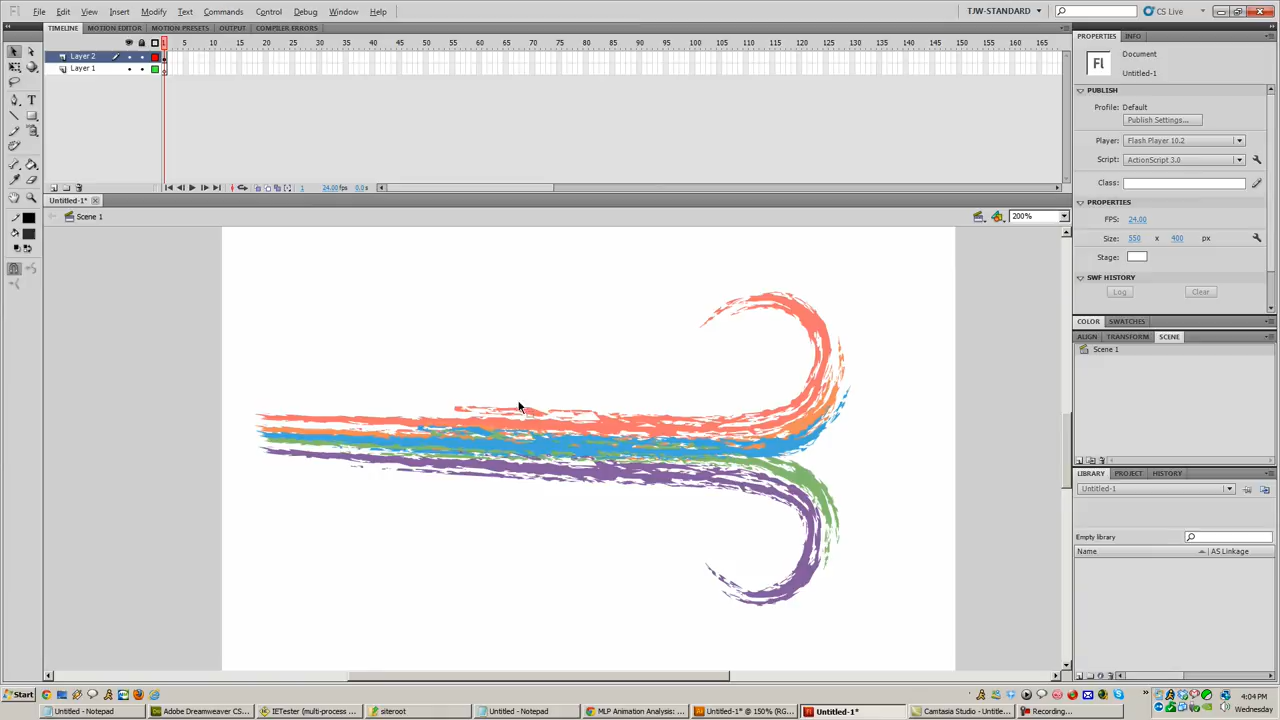 Fl File Edit View Insert Modify Text Commands Control Debug Window Help TJW-STANDARD CS Live
TIMELINE MOTION EDITOR MOTION PRESETS OUTPUT COMPILER ERRORS
PROPERTIES INFO
1 5 10 15 20 25 30 35 40 45 50 55 60 65 70 75 80 85 90 95 100 105 110 115 120 125 130 135 140 145 150 155 160 165
Layer 2
Layer 1
Fl
Document
Untitled-1
PUBLISH
Profile: Default
Publish Settings...
Player: Flash Player 10.2
Script: ActionScript 3.0
Class:
1 24.00fps 0.0s
Untitled-1*
Scene 1 200%
PROPERTIES
FPS: 24.00
Size: 550 x 400 px
Stage:
SWF HISTORY
Log Clear
COLOR SWATCHES
ALIGN TRANSFORM SCENE
Scene 1
LIBRARY PROJECT HISTORY
Untitled-1
Empty library
Name AS Linkage
Start 4:04 PM
Wednesday
Untitled - Notepad Adobe Dreamweaver CS... IETester (multi-process ... siteroot Untitled - Notepad MLP Animation Analysis: ... Untitled-1* @ 150% (RG... Untitled-1* Camtasia Studio - Untitle... Recording...